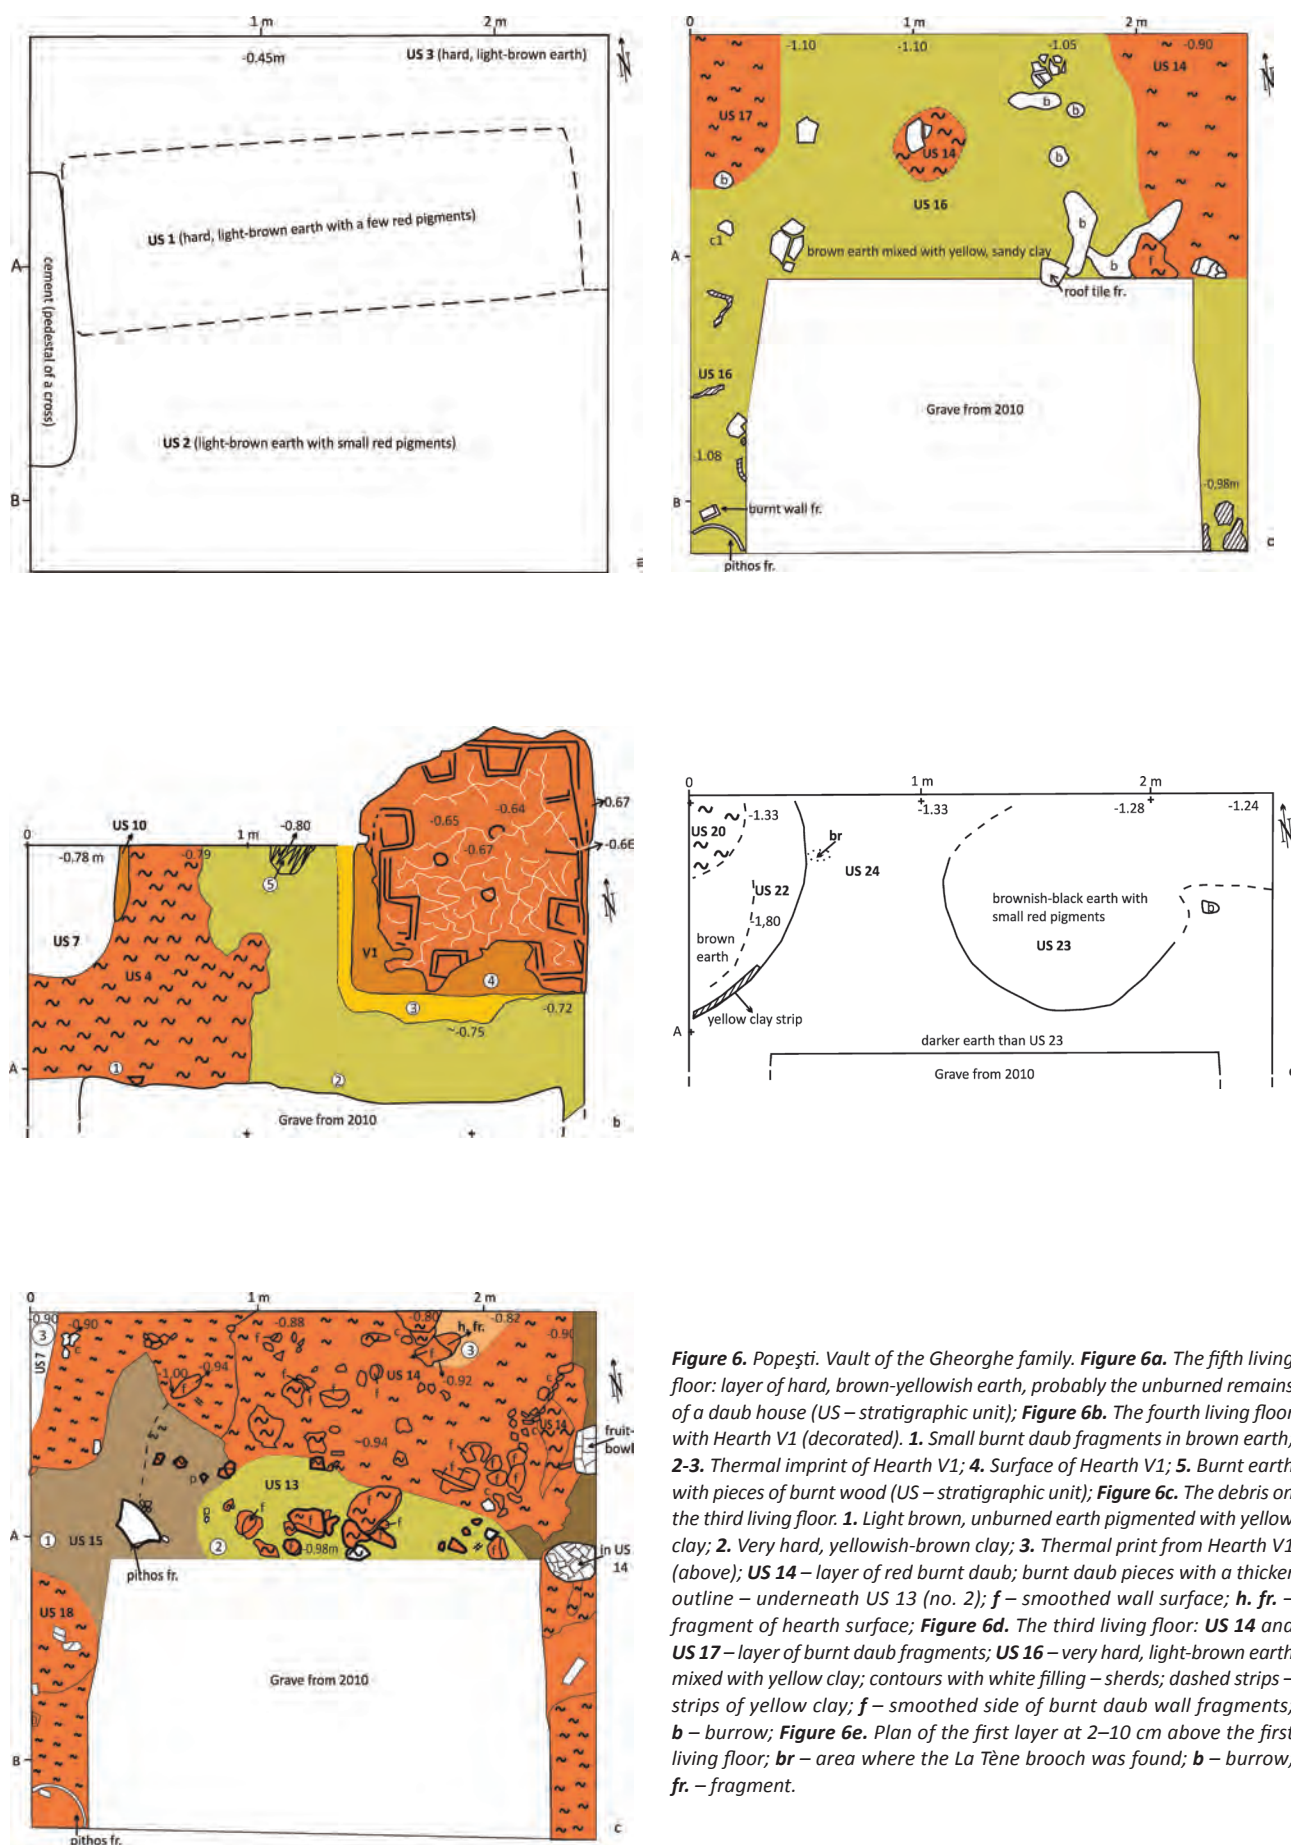 1 m
2 m
-0.45m
US 3 (hard, light-brown earth)
N
US 1 (hard, light-brown earth with a few red pigments)
A
cement (pedestal of a cross)
US 2 (light-brown earth with small red pigments)
B
0
1 m
2 m
-1.10
-1.10
-1.05
-0.90
US 14
N
US 17
b
b
US 14
b
b
US 16
c1
b
A
brown earth mixed with yellow, sandy clay
b
f
roof tile fr.
US 16
Grave from 2010
-1.08
-0,98m
B
burnt wall fr.
pithos fr.
-0.67
-0.64
-0.65
-0.67
-0.66
0
US 10
1 m
-0.80
-0.78 m
-0.79
5
N
US 7
V1
US 4
4
3
-0.72
~-0.75
A
1
2
Grave from 2010
b
0
1 m
2 m
-1.33
-1.33
-1.28
-1.24
US 20
br
N
US 24
US 22
brownish-black earth with
small red pigments
b
-1,80
US 23
brown
earth
yellow clay strip
A
darker earth than US 23
Grave from 2010
0
1 m
2 m
-0.90
-0.90
-0.88
-0.80
-0.82
-0.90
3
h. fr.
f
c
f
3
US 7
c
-1.00
-0.94
US 14
-0.92
N
f
f
f
f
c
US 14
fruit-
bowl
~-0.94
f
f
p
US 13
c
p
f
f
f
A
1
US 15
2
-0.98m
in US
14
pithos fr.
US 18
Grave from 2010
B
c
pithos fr.
Figure 6. Popeşti. Vault of the Gheorghe family. Figure 6a. The fifth living
floor: layer of hard, brown-yellowish earth, probably the unburned remains
of a daub house (US – stratigraphic unit); Figure 6b. The fourth living floor
with Hearth V1 (decorated). 1. Small burnt daub fragments in brown earth;
2-3. Thermal imprint of Hearth V1; 4. Surface of Hearth V1; 5. Burnt earth
with pieces of burnt wood (US – stratigraphic unit); Figure 6c. The debris on
the third living floor. 1. Light brown, unburned earth pigmented with yellow
clay; 2. Very hard, yellowish-brown clay; 3. Thermal print from Hearth V1
(above); US 14 – layer of red burnt daub; burnt daub pieces with a thicker
outline – underneath US 13 (no. 2); f – smoothed wall surface; h. fr. –
fragment of hearth surface; Figure 6d. The third living floor: US 14 and
US 17 – layer of burnt daub fragments; US 16 – very hard, light-brown earth
mixed with yellow clay; contours with white filling – sherds; dashed strips –
strips of yellow clay; f – smoothed side of burnt daub wall fragments;
b – burrow; Figure 6e. Plan of the first layer at 2–10 cm above the first
living floor; br – area where the La Tène brooch was found; b – burrow;
fr. – fragment.